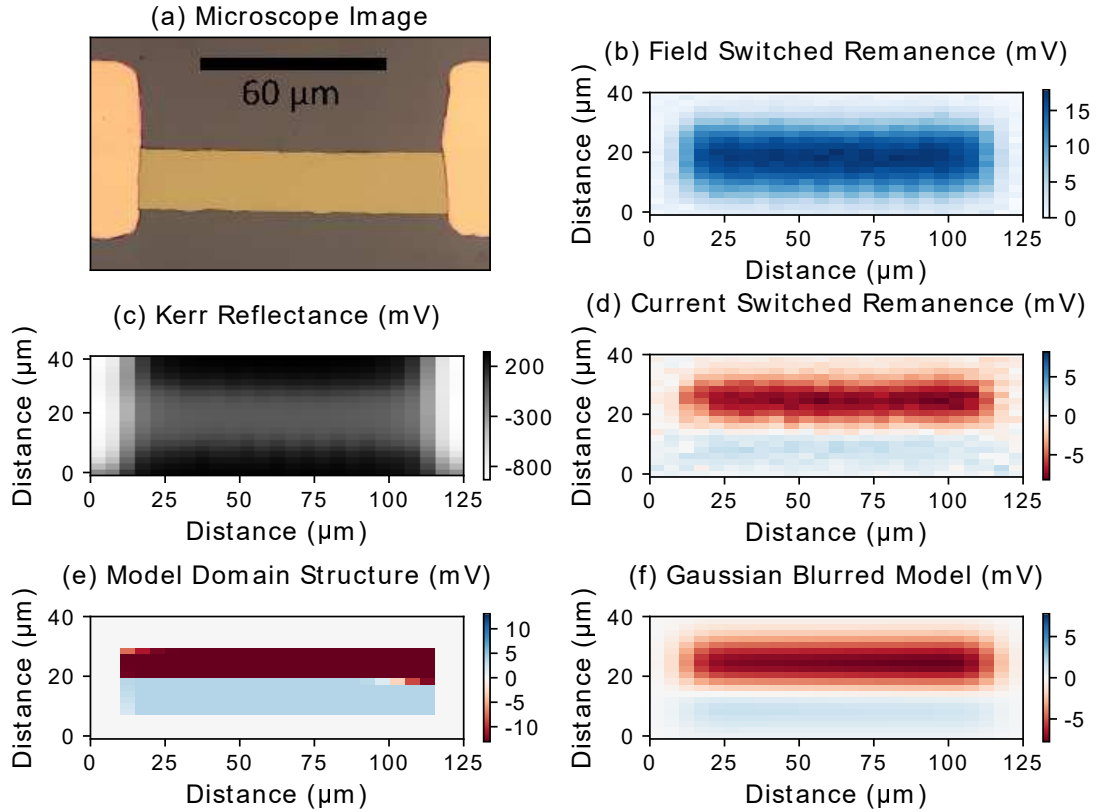 (a) Microscope Image
60 µm
(b) Field Switched Remanence (mV)
Distance (µm)
40
20
0
0 25 50 75 100 125
Distance (µm)
15
10
5
0
(c) Kerr Reflectance (mV)
Distance (µm)
40
20
0
0 25 50 75 100 125
Distance (µm)
200
-300
-800
(d) Current Switched Remanence (mV)
Distance (µm)
40
20
0
0 25 50 75 100 125
Distance (µm)
5
0
-5
(e) Model Domain Structure (mV)
Distance (µm)
40
20
0
0 25 50 75 100 125
Distance (µm)
10
5
0
-5
-10
(f) Gaussian Blurred Model (mV)
Distance (µm)
40
20
0
0 25 50 75 100 125
Distance (µm)
5
0
-5